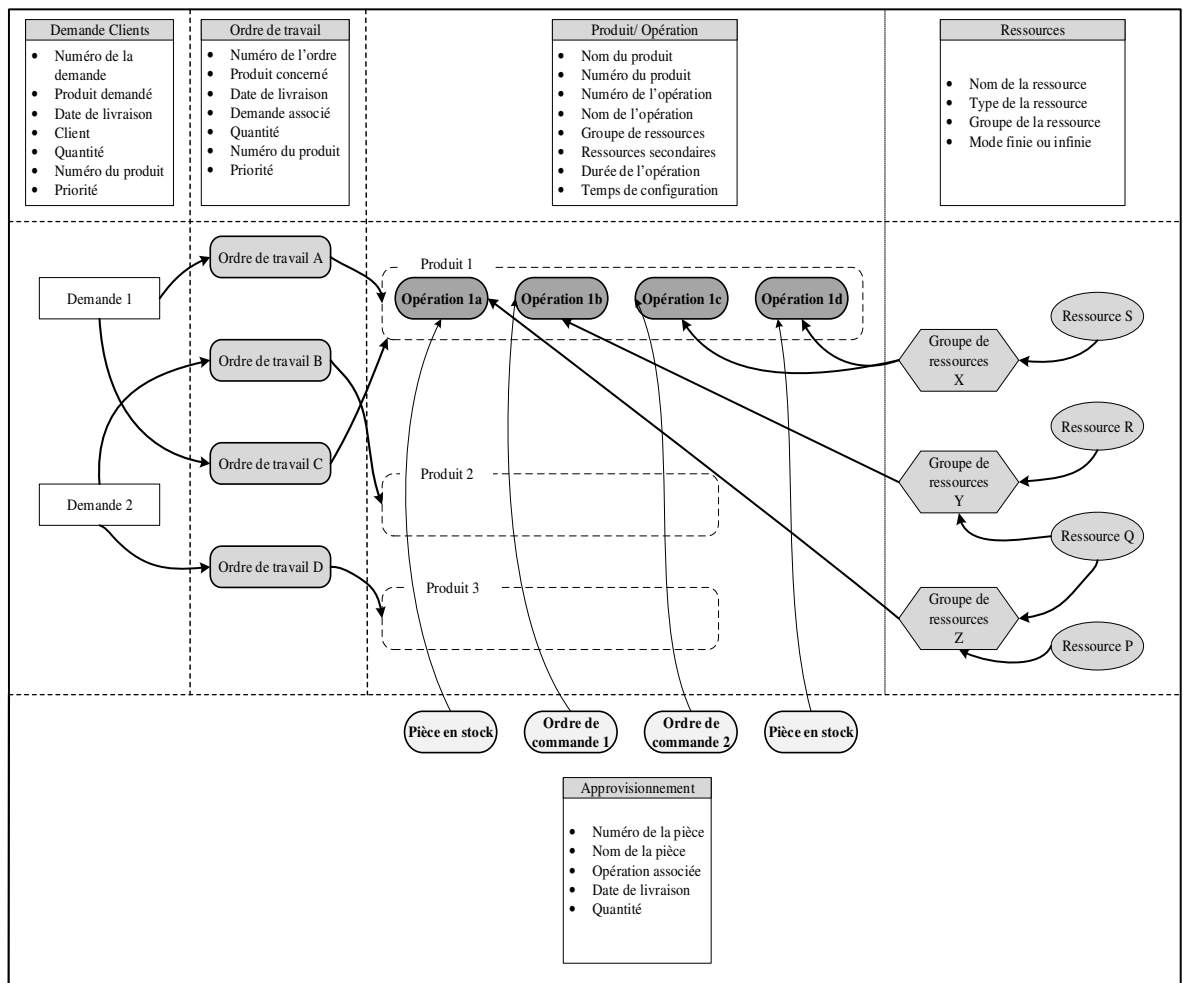 Demande Clients
• Numéro de la
demande
• Produit demandé
• Date de livraison
• Client
• Quantité
• Numéro du produit
• Priorité
Ordre de travail
• Numéro de l'ordre
• Produit concerné
• Date de livraison
• Demande associé
• Quantité
• Numéro du produit
• Priorité
Produit/ Opération
• Nom du produit
• Numéro du produit
• Numéro de l'opération
• Nom de l'opération
• Groupe de ressources
• Ressources secondaires
• Durée de l'opération
• Temps de configuration
Ressources
• Nom de la ressource
• Type de la ressource
• Groupe de la ressource
• Mode finie ou infinie
Demande 1
Demande 2
Ordre de travail A
Ordre de travail B
Ordre de travail C
Ordre de travail D
Produit 1
Opération 1a
Opération 1b
Opération 1c
Opération 1d
Produit 2
Produit 3
Groupe de
ressources
X
Groupe de
ressources
Y
Groupe de
ressources
Z
Ressource S
Ressource R
Ressource Q
Ressource P
Pièce en stock
Ordre de
commande 1
Ordre de
commande 2
Pièce en stock
Approvisionnement
• Numéro de la pièce
• Nom de la pièce
• Opération associée
• Date de livraison
• Quantité